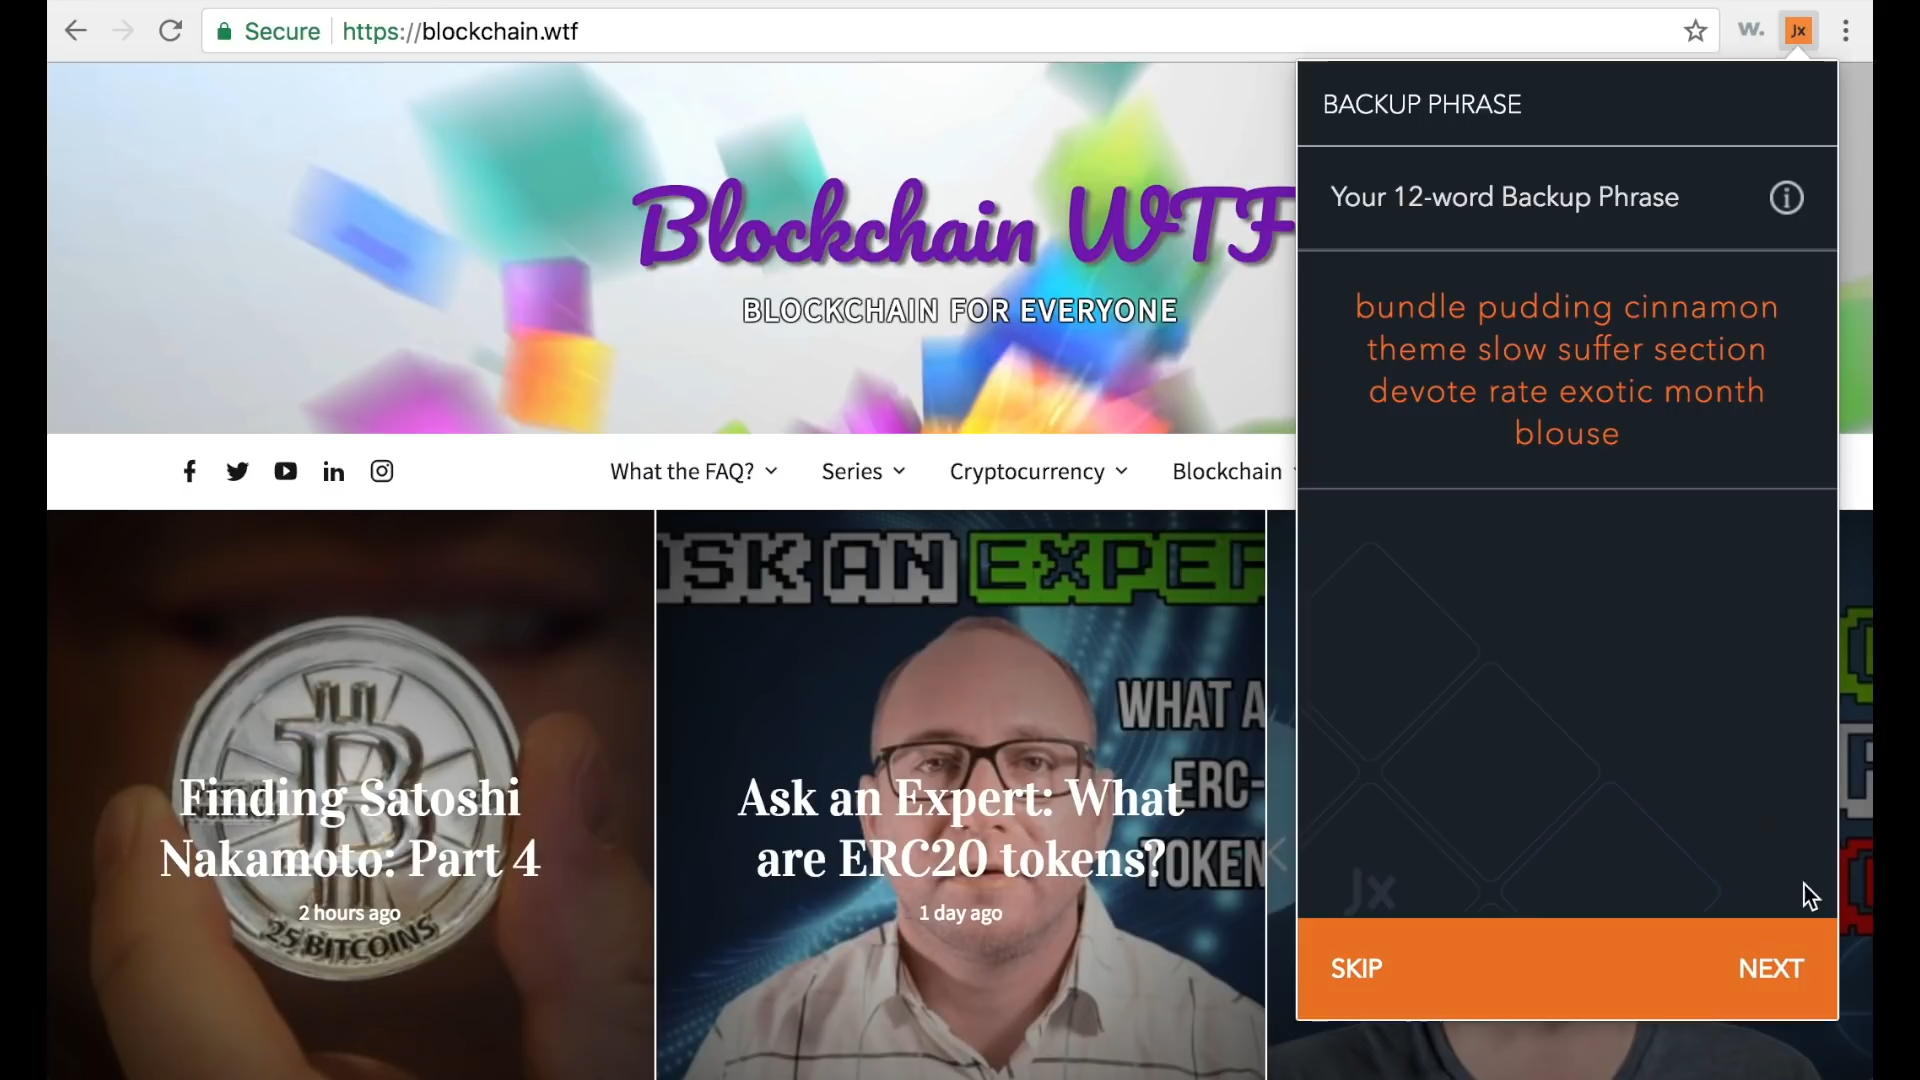 Secure
https://blockchain.wtf
w.
Jx
Blockchain WTF
BLOCKCHAIN FOR EVERYONE
What the FAQ?
Series
Cryptocurrency
Blockchain
ASK AN EXPER
WHAT A
ERC-
TOKEN
Finding Satoshi
Nakamoto: Part 4
2 hours ago
25 BITCOINS
Ask an Expert: What
are ERC20 tokens?
1 day ago
BACKUP PHRASE
Your 12-word Backup Phrase
bundle pudding cinnamon
theme slow suffer section
devote rate exotic month
blouse
Jx
SKIP
NEXT